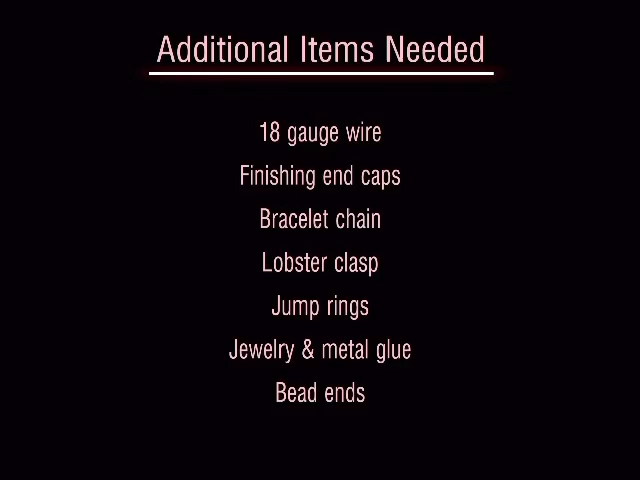 Additional Items Needed
18 gauge wire
Finishing end caps
Bracelet chain
Lobster clasp
Jump rings
Jewelry & metal glue
Bead ends